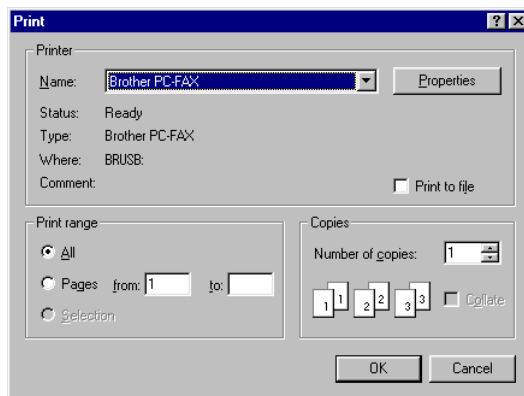 Print
Printer
Name: Brother PC-FAX Properties
Status: Ready
Type: Brother PC-FAX
Where: BRUSB:
Comment: Print to file
Print range
All
Pages from: 1 to:
Selection
Copies
Number of copies: 1
1 1 2 2 3 3 Collate
OK Cancel